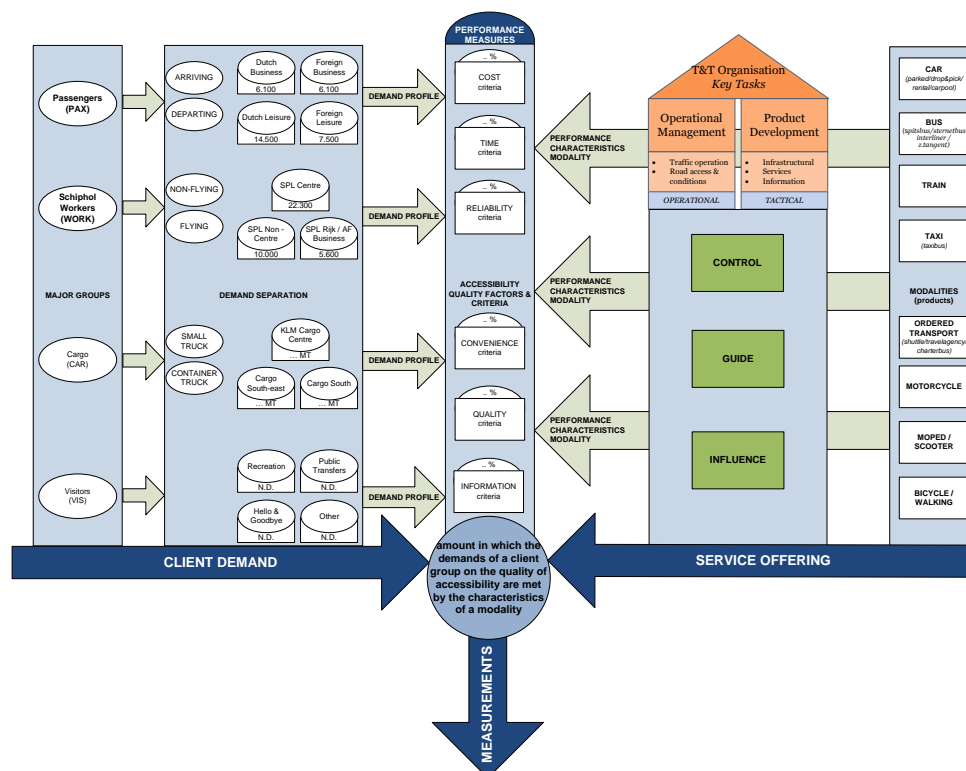 PERFORMANCE
MEASURES
Passengers
(PAX)
Schiphol
Workers
(WORK)
MAJOR GROUPS
Cargo
(CAR)
Visitors
(VIS)
ARRIVING
DEPARTING
Dutch
Business
6.100
Foreign
Business
6.100
Dutch Leisure
14.500
Foreign
Leisure
7.500
NON-FLYING
FLYING
SPL Centre
22.300
SPL Non -
Centre
10.000
SPL Rijk / AF
Business
5.600
DEMAND SEPARATION
SMALL
TRUCK
CONTAINER
TRUCK
KLM Cargo
Centre
... MT
Cargo
South-east
... MT
Cargo South
... MT
Recreation
N.D.
Public
Transfers
N.D.
Hello &
Goodbye
N.D.
Other
N.D.
DEMAND PROFILE
DEMAND PROFILE
DEMAND PROFILE
DEMAND PROFILE
.. %
COST
criteria
.. %
TIME
criteria
.. %
RELIABILITY
criteria
ACCESSIBILITY
QUALITY FACTORS &
CRITERIA
.. %
CONVENIENCE
criteria
.. %
QUALITY
criteria
.. %
INFORMATION
criteria
PERFORMANCE
CHARACTERISTICS
MODALITY
PERFORMANCE
CHARACTERISTICS
MODALITY
PERFORMANCE
CHARACTERISTICS
MODALITY
T&T Organisation
Key Tasks
Operational
Management
Product
Development
• Traffic operation
• Road access &
conditions
• Infrastructural
• Services
• Information
OPERATIONAL
TACTICAL
CONTROL
GUIDE
INFLUENCE
CAR
(parked/drop&pick/
rental/carpool)
BUS
(spitsbus/sternetbus
interliner /
z.tangent)
TRAIN
TAXI
(taxibus)
MODALITIES
(products)
ORDERED
TRANSPORT
(shuttle/travelagency/
charterbus)
MOTORCYCLE
MOPED /
SCOOTER
BICYCLE /
WALKING
CLIENT DEMAND
SERVICE OFFERING
amount in which the
demands of a client
group on the quality of
accessibility are met
by the characteristics
of a modality
MEASUREMENTS